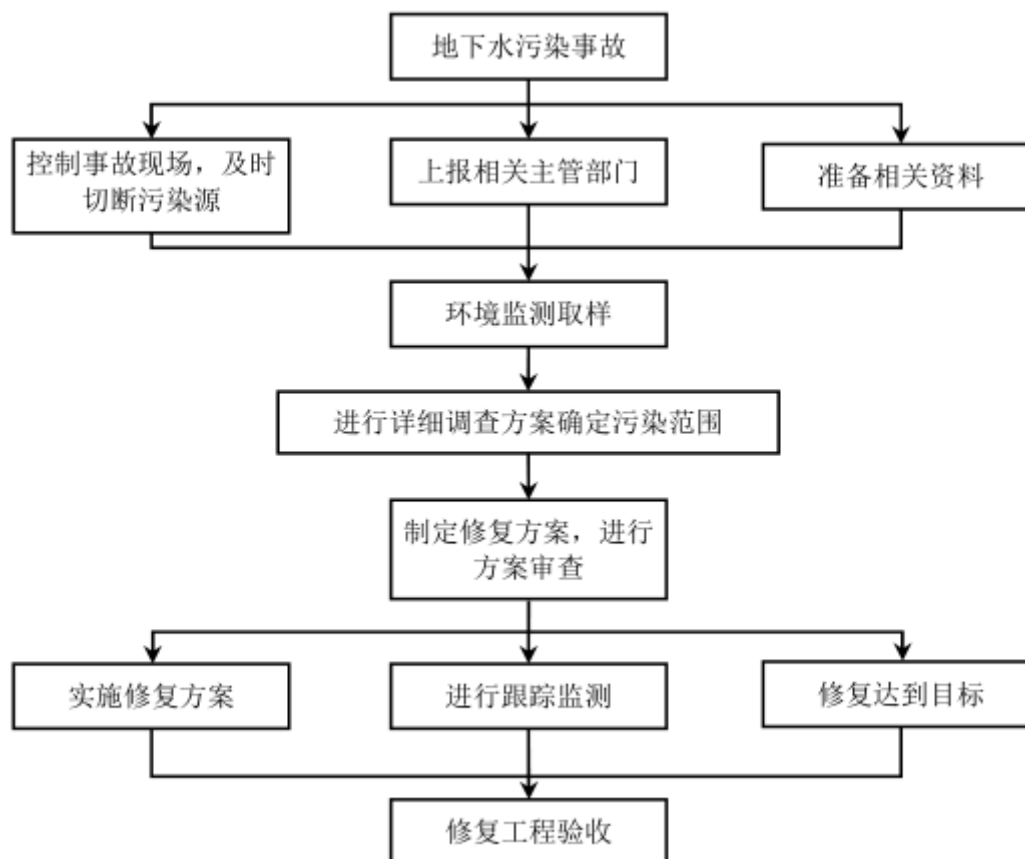 地下水污染事故
控制事故现场，及时
切断污染源
上报相关主管部门
准备相关资料
环境监测取样
进行详细调查方案确定污染范围
制定修复方案，进行
方案审查
实施修复方案
进行跟踪监测
修复达到目标
修复工程验收